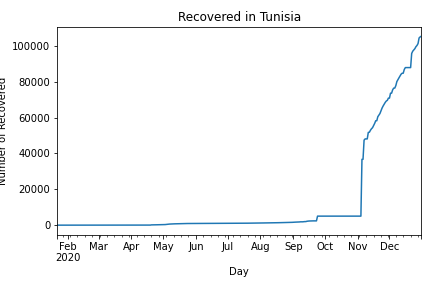 Recovered in Tunisia
Number of Recovered
100000
80000
60000
40000
20000
0
Feb Mar Apr May Jun Jul Aug Sep Oct Nov Dec
2020
Day